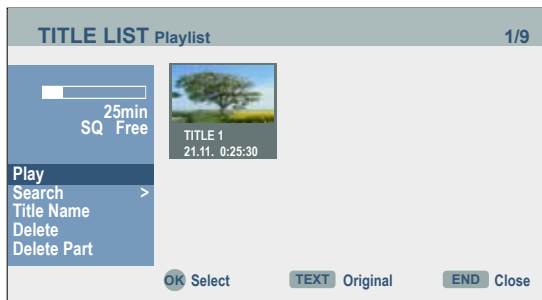 TITLE LIST Playlist 1/9
25min
SQ Free
TITLE 1
21.11. 0:25:30
Play
Search >
Title Name
Delete
Delete Part
OK Select TEXT Original END Close